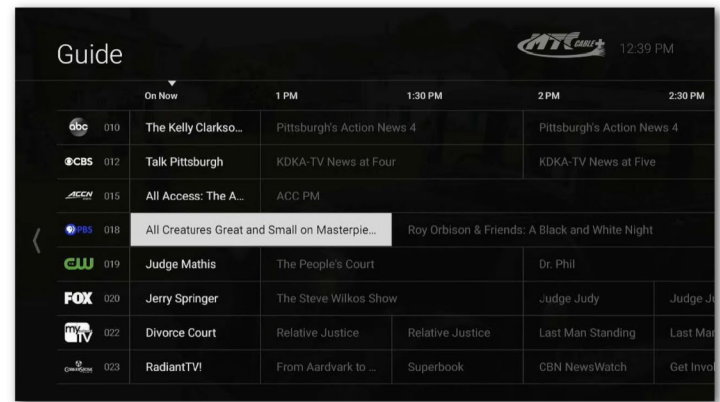 Guide
MTC CABLE+ 12:39 PM
On Now 1 PM 1:30 PM 2 PM 2:30 PM
abc 010 The Kelly Clarkso... Pittsburgh's Action News 4 Pittsburgh's Action News 4
CBS 012 Talk Pittsburgh KDKA-TV News at Four KDKA-TV News at Five
ACCN 015 All Access: The A... ACC PM
PBS 018 All Creatures Great and Small on Masterpie... Roy Orbison & Friends: A Black and White Night
CW 019 Judge Mathis The People's Court Dr. Phil
FOX 020 Jerry Springer The Steve Wilkos Show Judge Judy Judge Ju
my TV 022 Divorce Court Relative Justice Relative Justice Last Man Standing Last Man
CORNERSTONE 023 RadiantTV! From Aardvark to ... Superbook CBN NewsWatch Get Invol